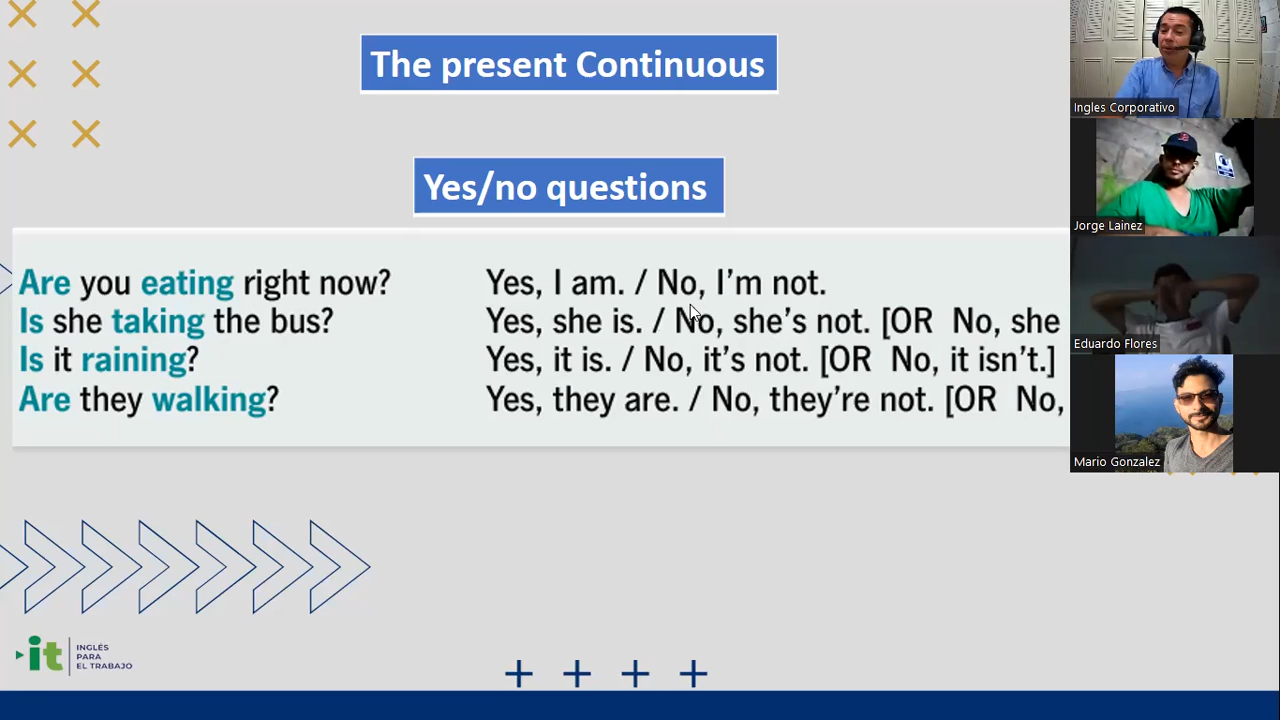 The present Continuous
Yes/no questions
Are you eating right now? Yes, I am. / No, I'm not.
Is she taking the bus? Yes, she is. / No, she's not. [OR No, she
Is it raining? Yes, it is. / No, it's not. [OR No, it isn't.]
Are they walking? Yes, they are. / No, they're not. [OR No,
Ingles Corporativo
Jorge Lainez
Eduardo Flores
Mario Gonzalez
it
INGLÉS
PARA
EL TRABAJO